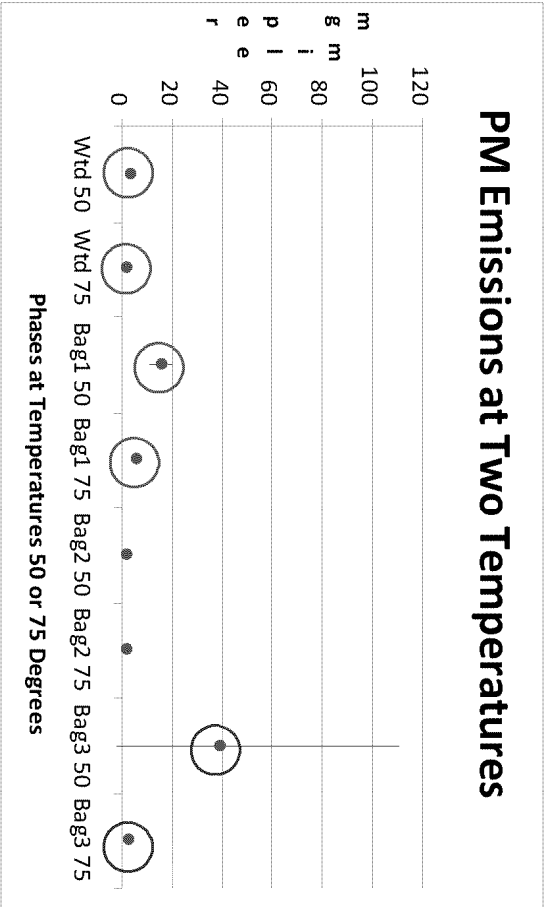 PM Emissions at Two Temperatures
120
100
80
60
40
20
0
m
g m
i
p l
e e
r
Wtd 50 Wtd 75 Bag1 50 Bag1 75 Bag2 50 Bag2 75 Bag3 50 Bag3 75
Phases at Temperatures 50 or 75 Degrees